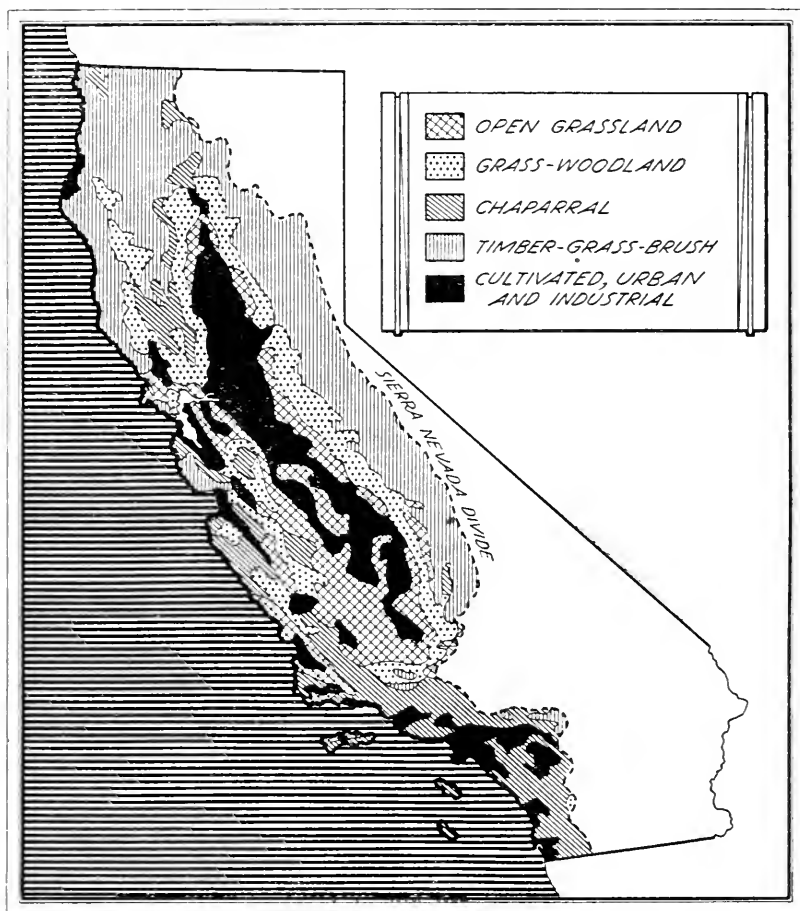 OPEN GRASSLAND
GRASS-WOODLAND
CHAPARRAL
TIMBER-GRASS-BRUSH
CULTIVATED, URBAN
AND INDUSTRIAL
SIERRA NEVADA DIVIDE